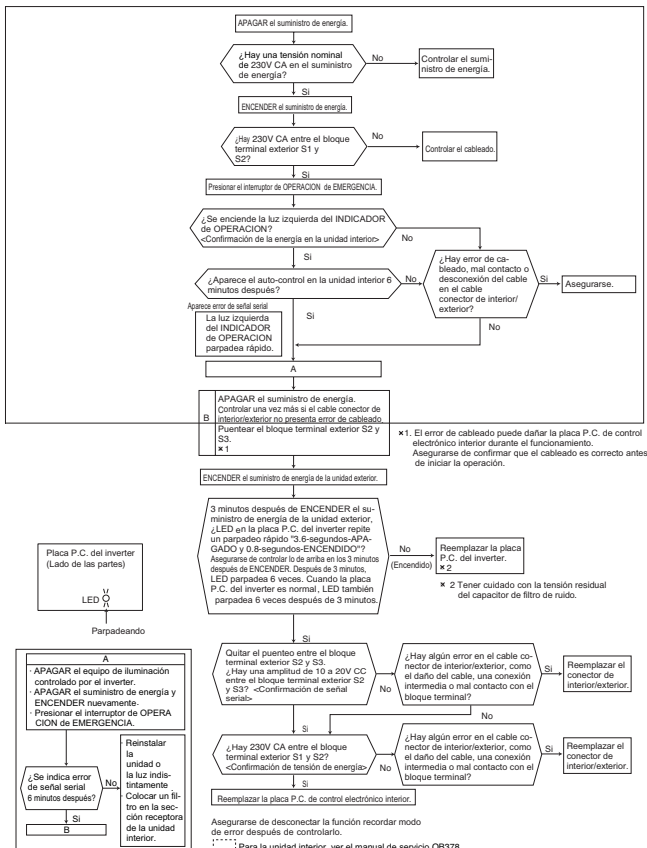 APAGAR el suministro de energía.
¿Hay una tensión nominal
de 230V CA en el suministro
de energía?
No
Controlar el sumi-
nistro de energía.
Si
ENCENDER el suministro de energía.
¿Hay 230V CA entre el bloque
terminal exterior S1 y
S2?
No
Controlar el cableado.
Si
Presionar el interruptor de OPERACION de EMERGENCIA.
¿Se enciende la luz izquierda del INDICADOR
de OPERACION?
<Confirmación de la energía en la unidad interior>
No
Si
¿Aparece el auto-control en la unidad interior 6
minutos después?
No
¿Hay error de ca-
bleado, mal contacto o
desconexión del cable
en el cable
conector de interior/
exterior?
Si
Asegurarse.
No
Aparece error de señal serial
Si
La luz izquierda
del INDICADOR
de OPERACION
parpadea rápido.
A
B
APAGAR el suministro de energía.
Controlar una vez más si el cable conector de
interior/exterior no presenta error de cableado.
Puentear el bloque terminal exterior S2 y
S3.
×1
×1. El error de cableado puede dañar la placa P.C. de control
electrónico interior durante el funcionamiento.
Asegurarse de confirmar que el cableado es correcto antes
de iniciar la operación.
ENCENDER el suministro de energía de la unidad exterior.
3 minutos después de ENCENDER el su-
ministro de energía de la unidad exterior,
¿LED en la placa P.C. del inverter repite
un parpadeo rápido "3.6-segundos-APA-
GADO y 0.8-segundos-ENCENDIDO"?
Asegurarse de controlar lo de arriba en los 3 minutos
después de ENCENDER. Después de 3 minutos,
LED parpadea 6 veces. Cuando la placa
P.C. del inverter es normal, LED también
parpadea 6 veces después de 3 minutos.
No
(Encendido)
Reemplazar la placa
P.C. del inverter.
×2
× 2 Tener cuidado con la tensión residual
del capacitor de filtro de ruido.
Placa P.C. del inverter
(Lado de las partes)
LED
Parpadeando
Si
Quitar el punteo entre el bloque
terminal exterior S2 y S3.
¿Hay una amplitud de 10 a 20V CC
entre el bloque terminal exterior S2
y S3? <Confirmación de señal
serial>
No
¿Hay algún error en el cable co-
nector de interior/exterior, como
el daño del cable, una conexión
intermedia o mal contacto con el
bloque terminal?
Si
Reemplazar el
conector de
interior/exterior.
No
Si
¿Hay 230V CA entre el bloque
terminal exterior S1 y S2?
<Confirmación de tensión de energía>
No
¿Hay algún error en el cable co-
nector de interior/exterior, como
el daño del cable, una conexión
intermedia o mal contacto con el
bloque terminal?
Si
Reemplazar el
conector de
interior/exterior.
Si
Reemplazar la placa P.C. de control electrónico interior.
A
· APAGAR el equipo de iluminación
controlado por el inverter.
· APAGAR el suministro de energía y
ENCENDER nuevamente.
· Presionar el interruptor de OPERA
CION de EMERGENCIA.
¿Se indica error
de señal serial
6 minutos después?
No
· Reinstalar
la
unidad o
la luz indis-
tintamente
· Colocar un fil-
tro en la sec-
ción receptora
de la unidad
interior.
Si
B
Asegurarse de desconectar la función recordar modo
de error después de controlarlo.
Para la unidad interior, ver el manual de servicio OB378.